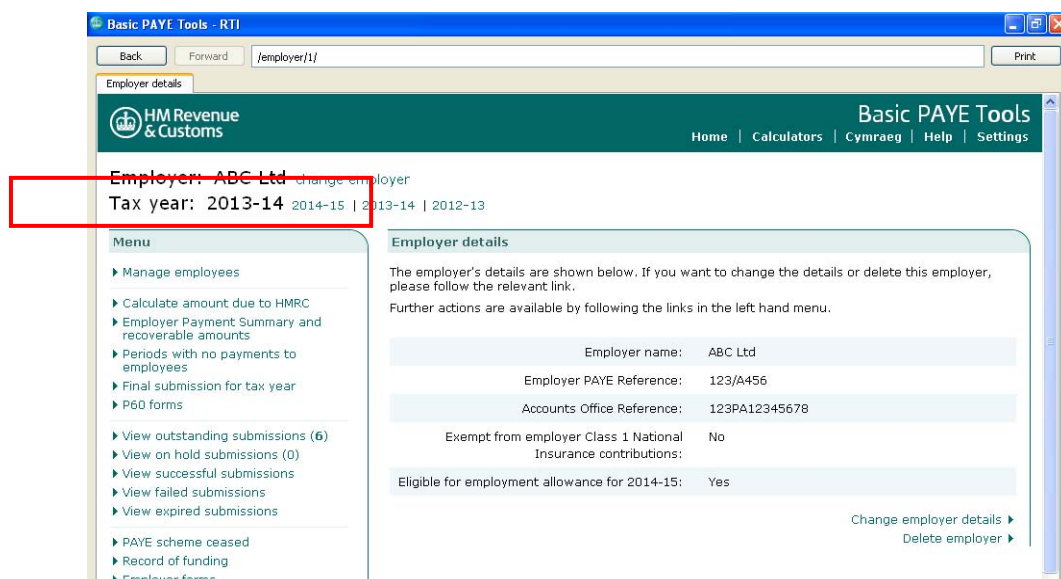 Basic PAYE Tools - RTI
Back Forward /employer/1/ Print
Employer details
HM Revenue & Customs
Basic PAYE Tools
Home | Calculators | Cymraeg | Help | Settings
Employer: ABC Ltd change employer
Tax year: 2013-14 2014-15 | 2013-14 | 2012-13
Menu
Manage employees
Calculate amount due to HMRC
Employer Payment Summary and
recoverable amounts
Periods with no payments to
employees
Final submission for tax year
P60 forms
View outstanding submissions (6)
View on hold submissions (0)
View successful submissions
View failed submissions
View expired submissions
PAYE scheme ceased
Record of funding
Employer forms
Employer details
The employer's details are shown below. If you want to change the details or delete this employer,
please follow the relevant link.
Further actions are available by following the links in the left hand menu.
Employer name: ABC Ltd
Employer PAYE Reference: 123/A456
Accounts Office Reference: 123PA12345678
Exempt from employer Class 1 National No
Insurance contributions:
Eligible for employment allowance for 2014-15: Yes
Change employer details
Delete employer